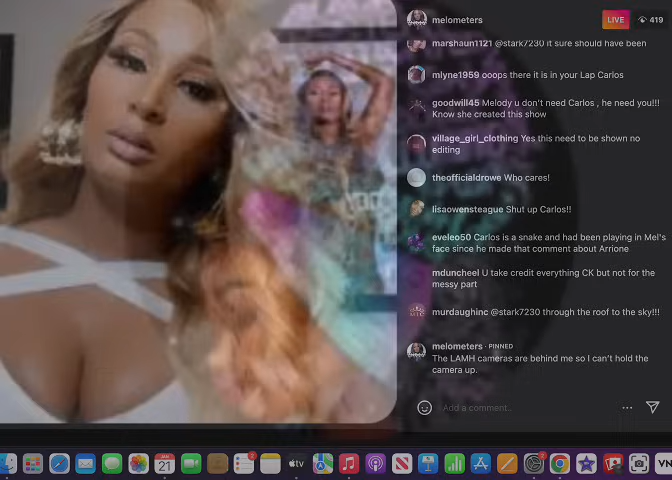 melometers
LIVE
419
marshaun1121 @stark7230 it sure should have been
mlyne1959 ooops there it is in your Lap Carlos
goodwill45 Melody u don't need Carlos , he need you!!!
Know she created this show
village_girl_clothing Yes this need to be shown no
editing
theofficialdrowe Who cares!
lisaowensteague Shut up Carlos!!
eveleo50 Carlos is a snake and had been playing in Mel's
face since he made that comment about Arrione
mduncheel U take credit everything CK but not for the
messy part
murdaughinc @stark7230 through the roof to the sky!!!
melometers · PINNED
The LAMH cameras are behind me so I can't hold the
camera up.
Add a comment...
JAN
21
tv
VN